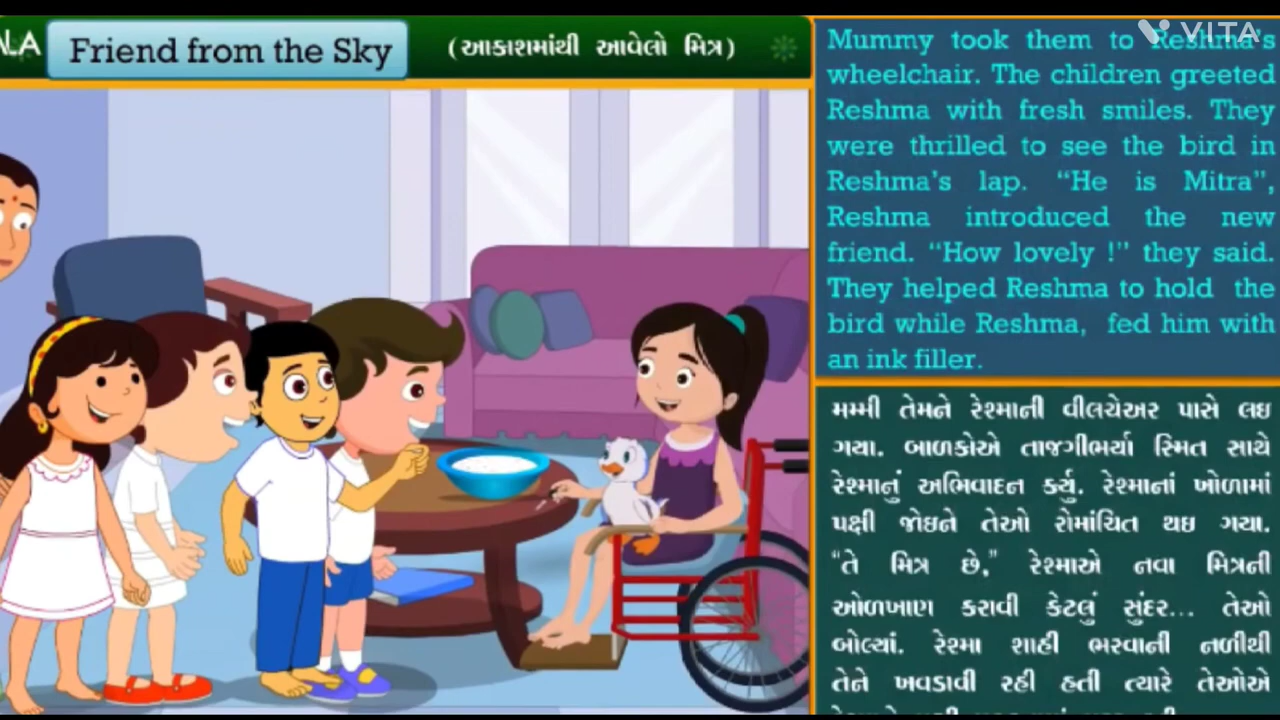 Friend from the Sky
(આકાશમાંથી આવેલો મિત્ર)
VITA
Mummy took them to Reshma's
wheelchair. The children greeted
Reshma with fresh smiles. They
were thrilled to see the bird in
Reshma's lap. “He is Mitra”,
Reshma introduced the new
friend. “How lovely !” they said.
They helped Reshma to hold the
bird while Reshma, fed him with
an ink filler.
મમ્મી તેમને રેશ્માની વીલચેઅર પાસે લઇ
ગયા. બાળકોએ તાજગીભર્યા સ્મિત સાથે
રેશ્માનું અભિવાદન કર્યુ. રેશ્માનાં ખોળામાં
પક્ષી જોઇને તેઓ રોમાંચિત થઇ ગયા.
“તે મિત્ર છે,” રેશ્માએ નવા મિત્રની
ઓળખાણ કરાવી કેટલું સુંદર... તેઓ
બોલ્યાં. રેશ્મા શાહી ભરવાની નળીથી
તેને ખવડાવી રહી હતી ત્યારે તેઓએ